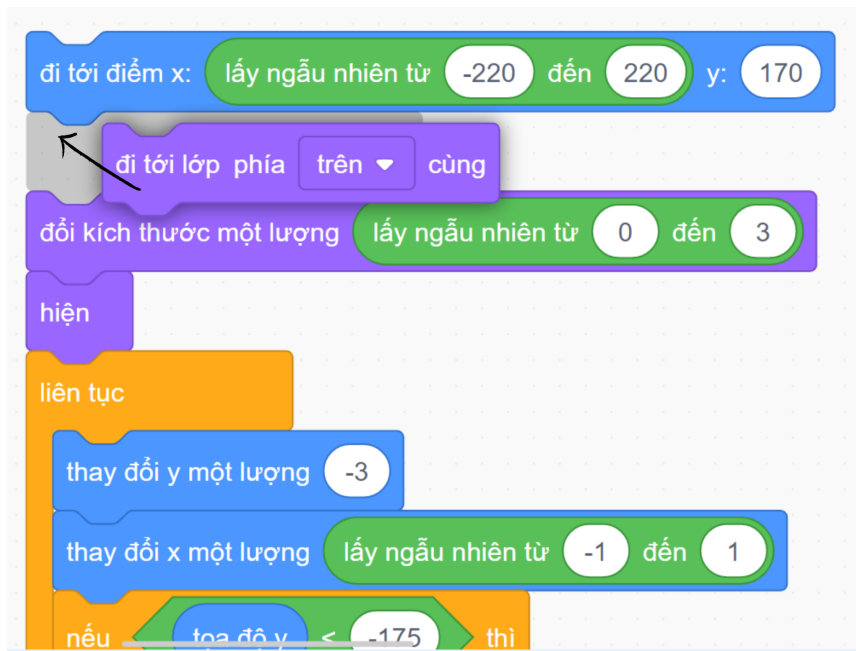 đi tới điểm x: lấy ngẫu nhiên từ -220 đến 220 y: 170
đi tới lớp phía trên cùng
đổi kích thước một lượng lấy ngẫu nhiên từ 0 đến 3
hiện
liên tục
thay đổi y một lượng -3
thay đổi x một lượng lấy ngẫu nhiên từ -1 đến 1
nếu tọa độ y < -175 thì